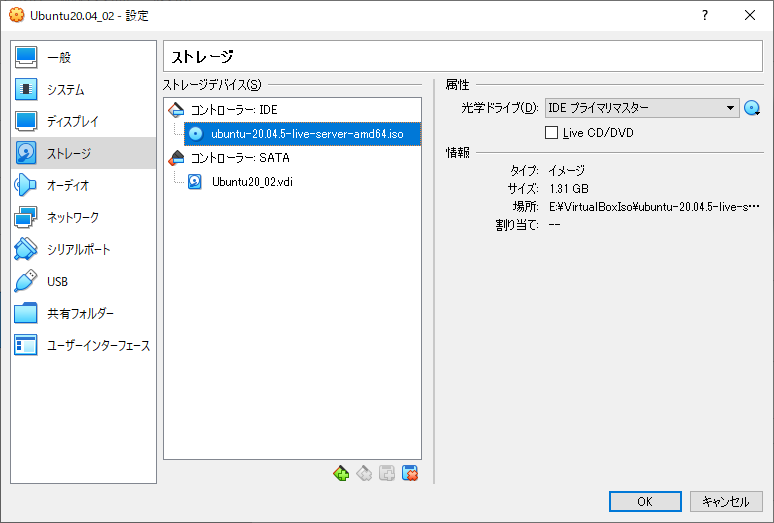 Ubuntu20.04_02 - 設定
一般
システム
ディスプレイ
ストレージ
オーディオ
ネットワーク
シリアルポート
USB
共有フォルダー
ユーザーインターフェース
ストレージ
ストレージデバイス(S)
コントローラー: IDE
ubuntu-20.04.5-live-server-amd64.iso
コントローラー: SATA
Ubuntu20_02.vdi
属性
光学ドライブ(D): IDE プライマリマスター
Live CD/DVD
情報
タイプ: イメージ
サイズ: 1.31 GB
場所: E:¥VirtualBoxIso¥ubuntu-20.04.5-live-s…
割り当て: --
OK
キャンセル